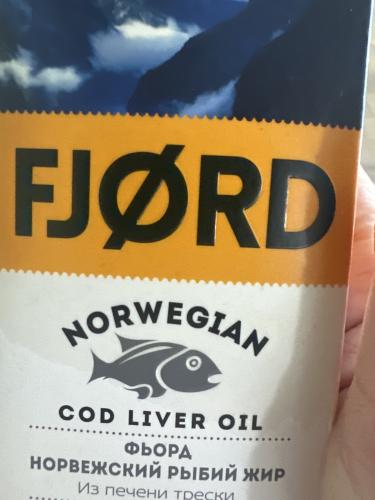 FJØRD
NORWEGIAN
COD LIVER OIL
ФЬОРД
НОРВЕЖСКИЙ РЫБИЙ ЖИР
Из печени трески